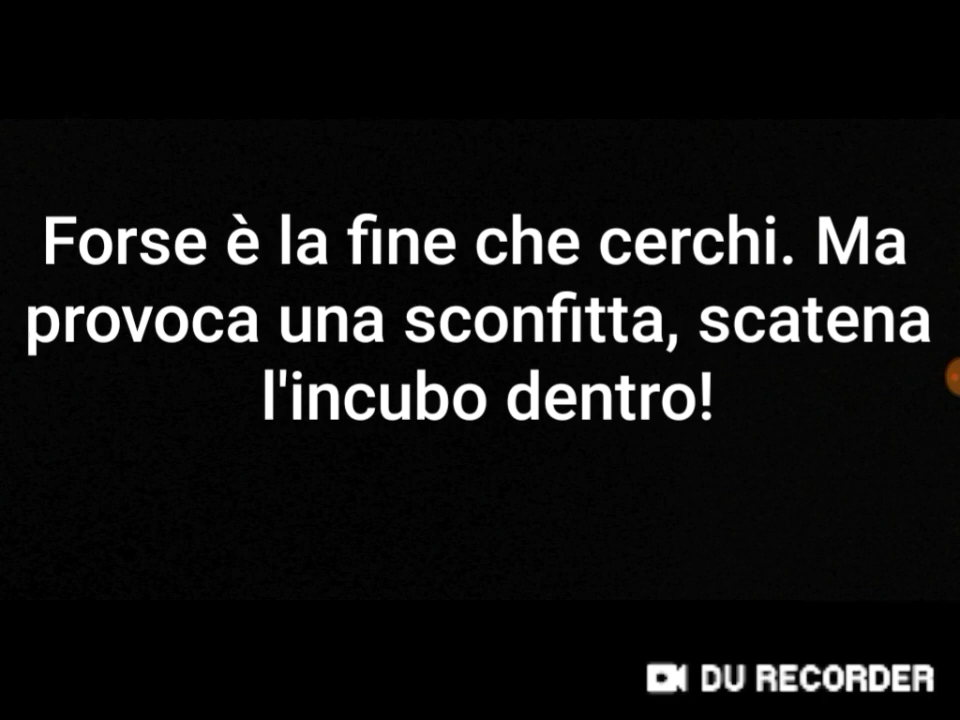 Forse è la fine che cerchi. Ma
provoca una sconfitta, scatena
l'incubo dentro!
DU RECORDER